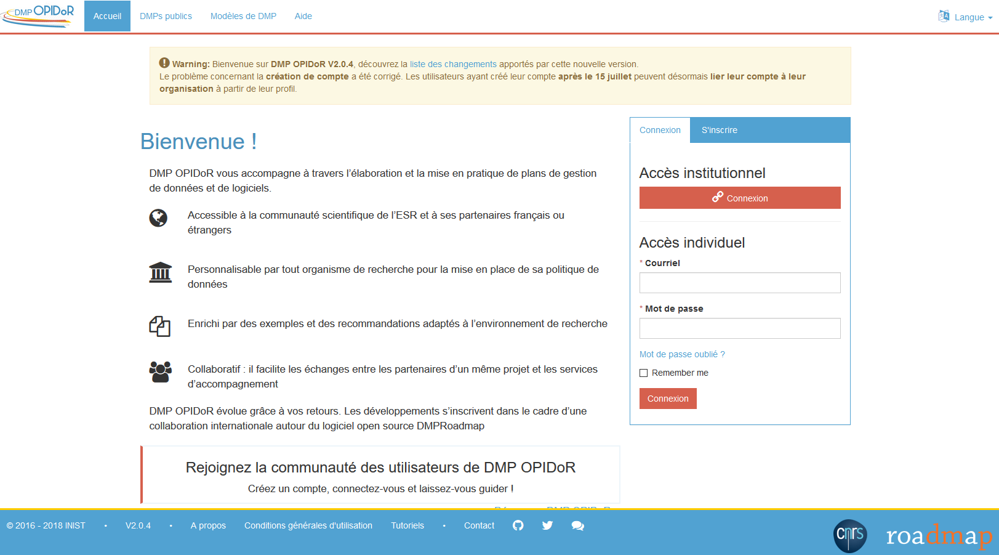 DMP OPIDoR
Accueil
DMPs publics
Modèles de DMP
Aide
Langue
Warning: Bienvenue sur DMP OPIDoR V2.0.4, découvrez la liste des changements apportés par cette nouvelle version.
Le problème concernant la création de compte a été corrigé. Les utilisateurs ayant créé leur compte après le 15 juillet peuvent désormais lier leur compte à leur
organisation à partir de leur profil.
Bienvenue !
DMP OPIDoR vous accompagne à travers l’élaboration et la mise en pratique de plans de gestion
de données et de logiciels.
Accessible à la communauté scientifique de l’ESR et à ses partenaires français ou
étrangers
Personnalisable par tout organisme de recherche pour la mise en place de sa politique de
données
Enrichi par des exemples et des recommandations adaptés à l’environnement de recherche
Collaboratif : il facilite les échanges entre les partenaires d’un même projet et les services
d’accompagnement
DMP OPIDoR évolue grâce à vos retours. Les développements s’inscrivent dans le cadre d’une
collaboration internationale autour du logiciel open source DMPRoadmap
Rejoignez la communauté des utilisateurs de DMP OPIDoR
Créez un compte, connectez-vous et laissez-vous guider !
Connexion
S'inscrire
Accès institutionnel
Connexion
Accès individuel
* Courriel
* Mot de passe
Mot de passe oublié ?
Remember me
Connexion
© 2016 - 2018 INIST • V2.0.4 • A propos Conditions générales d'utilisation Tutoriels • Contact
cnrs
roadmap